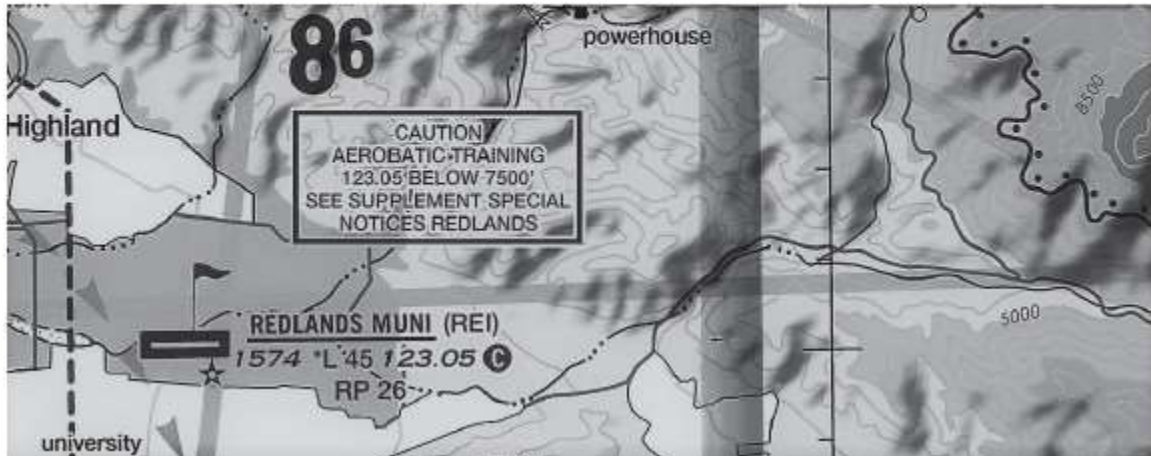 powerhouse
86
8500
Highland
CAUTION
AEROBATIC TRAINING
123.05 BELOW 7500'
SEE SUPPLEMENT SPECIAL
NOTICES REDLANDS
REDLANDS MUNI (REI)
1574 *L 45 123.05 C
RP 26
5000
university